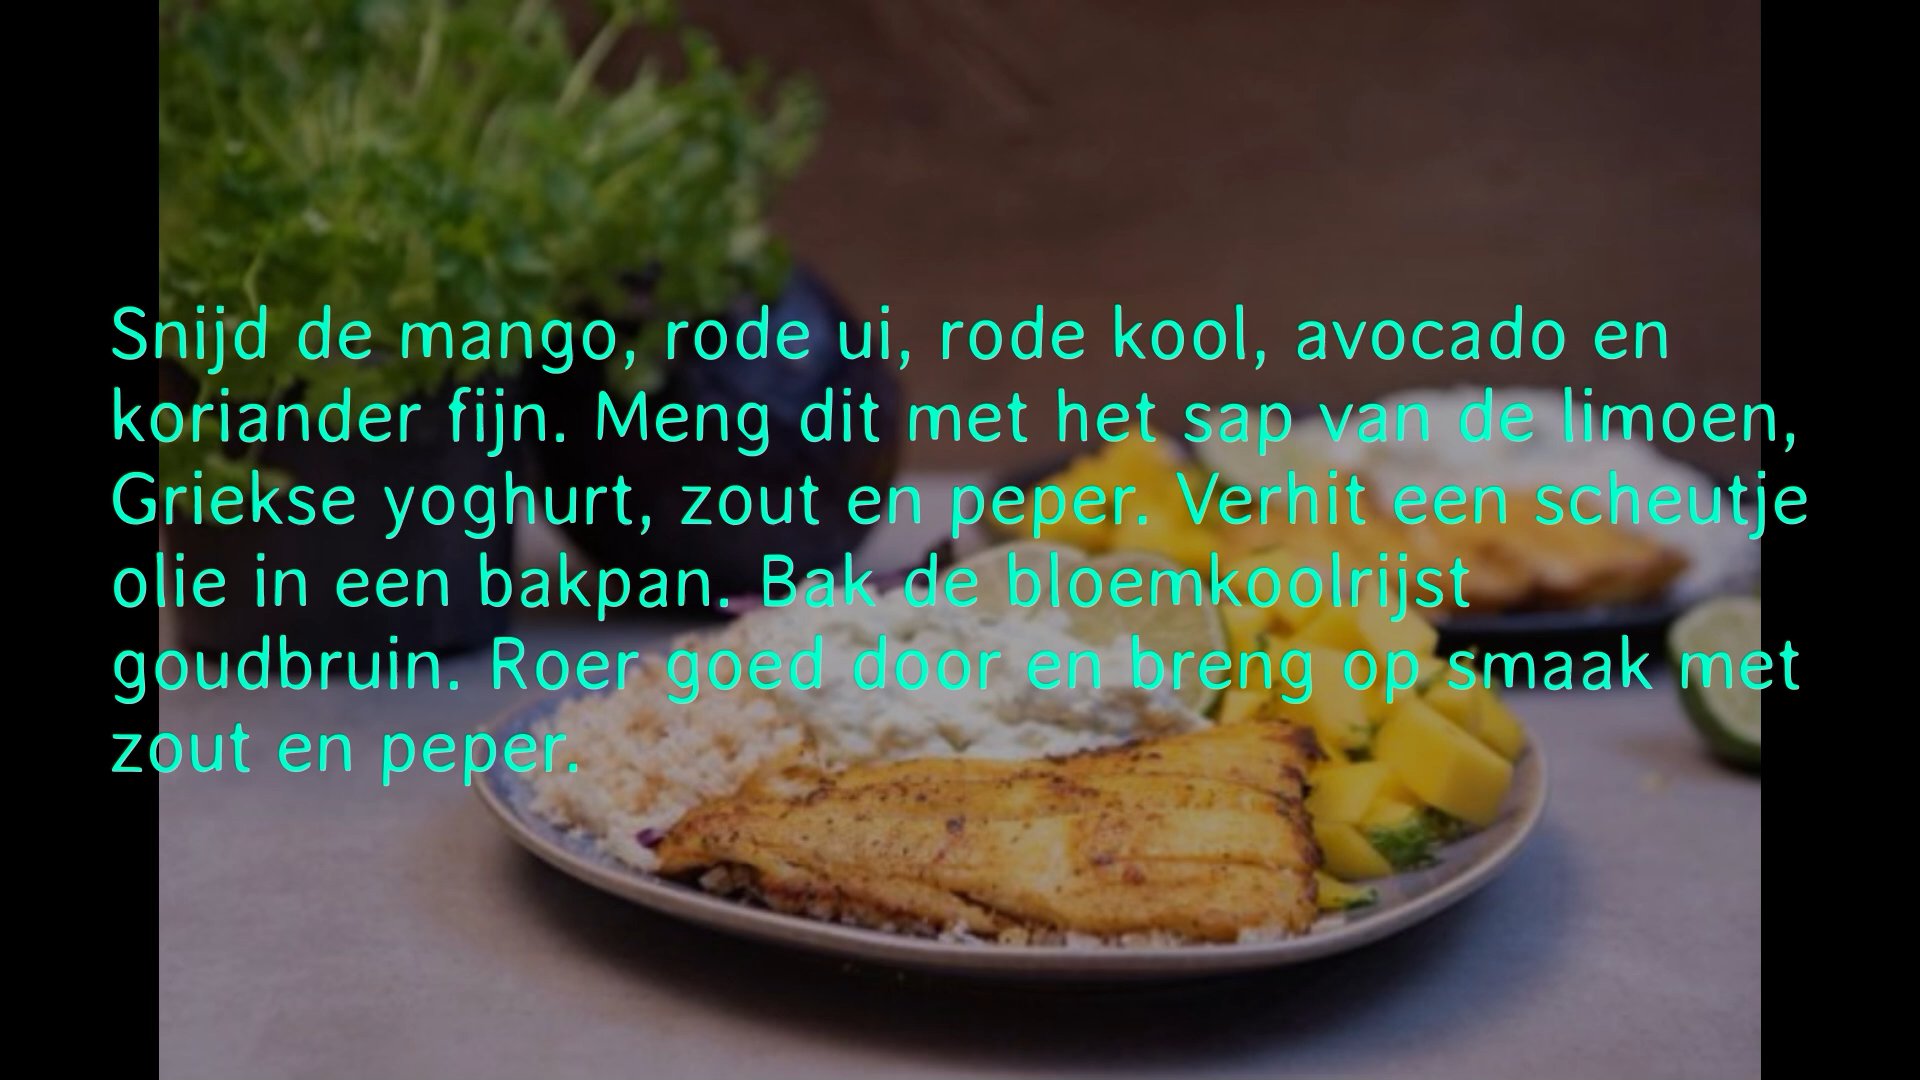 Snijd de mango, rode ui, rode kool, avocado en
koriander fijn. Meng dit met het sap van de limoen,
Griekse yoghurt, zout en peper. Verhit een scheutje
olie in een bakpan. Bak de bloemkoolrijst
goudbruin. Roer goed door en breng op smaak met
zout en peper.